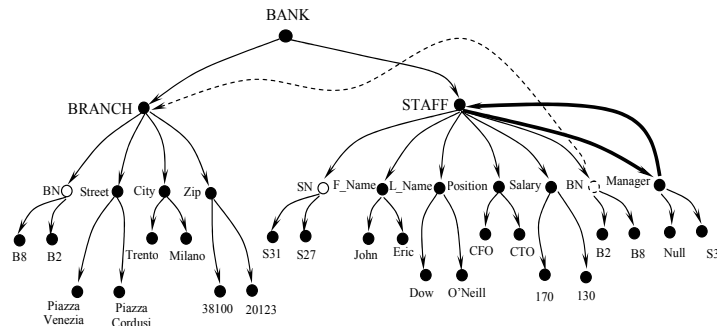 BANK
BRANCH
STAFF
BN
Street
City
Zip
SN
F_Name
L_Name
Position
Salary
BN
Manager
B8
B2
Trento
Milano
S31
S27
John
Eric
CFO
CTO
B2
B8
Null
S3
Piazza
Venezia
Piazza
Cordusi
38100
20123
Dow
O'Neill
170
130